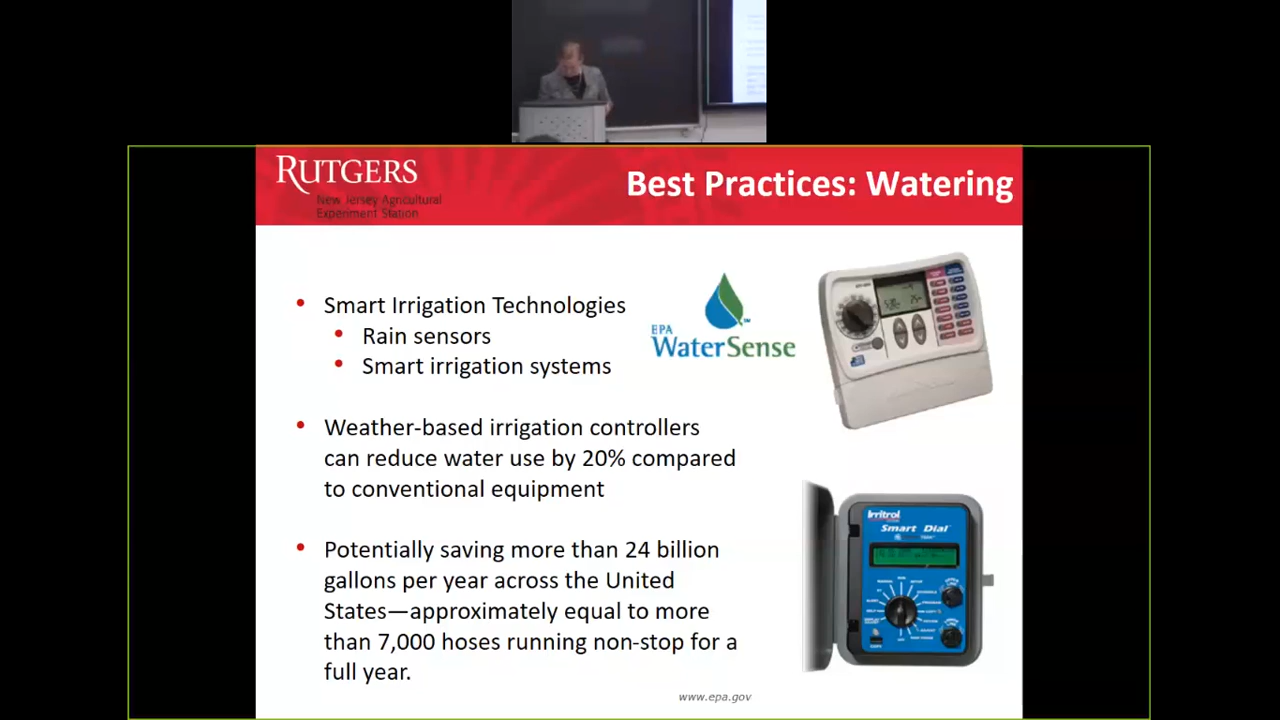 RUTGERS
New Jersey Agricultural
Experiment Station
Best Practices: Watering
• Smart Irrigation Technologies
• Rain sensors
• Smart irrigation systems
EPA
WaterSense
TM
• Weather-based irrigation controllers
can reduce water use by 20% compared
to conventional equipment
Irritrol
Smart Dial
• Potentially saving more than 24 billion
gallons per year across the United
States—approximately equal to more
than 7,000 hoses running non-stop for a
full year.
www.epa.gov